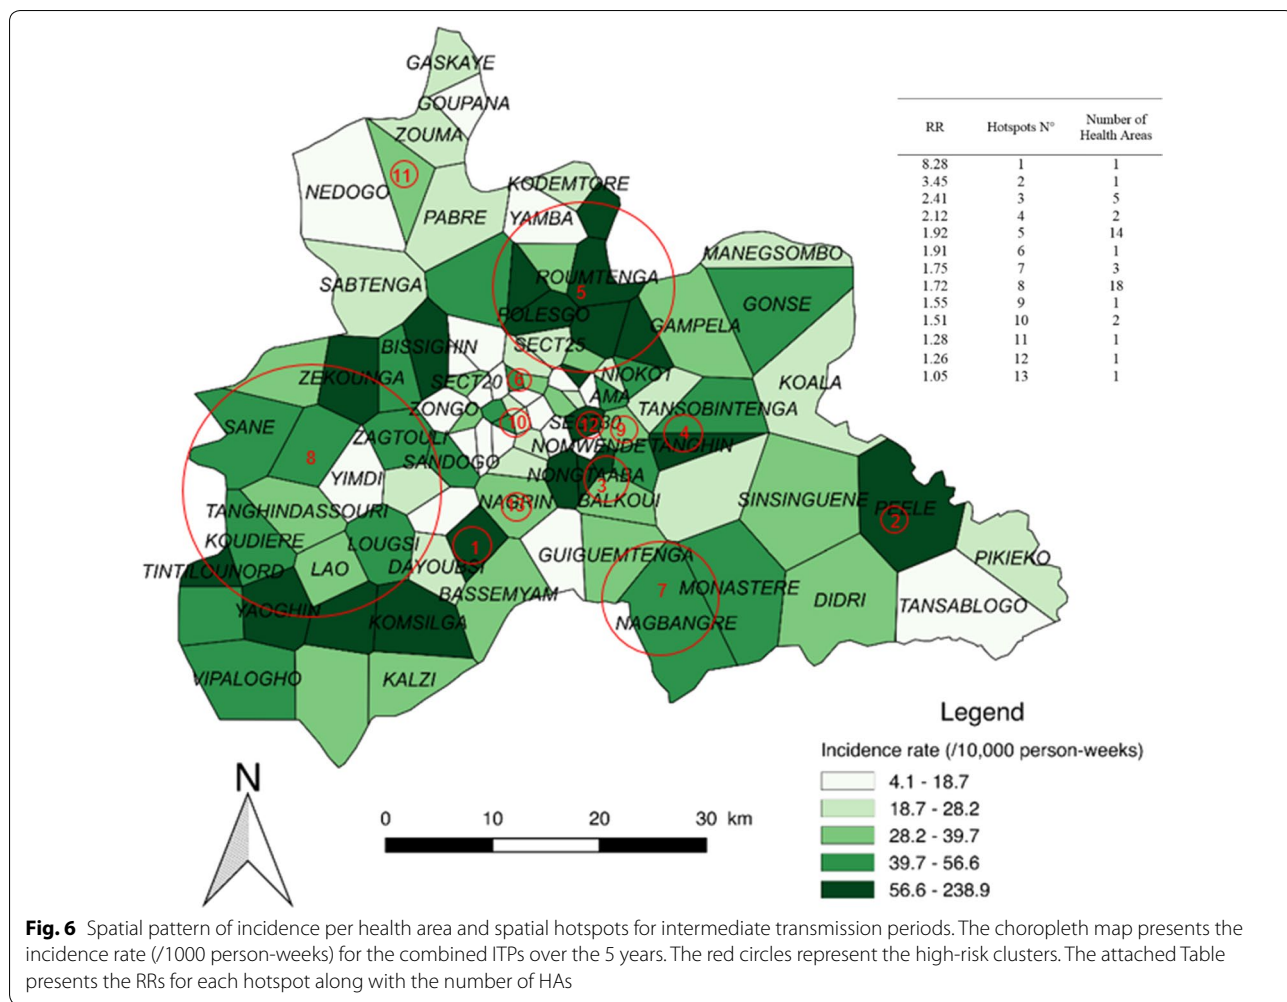 GASKAYE
GOUPANA
ZOUMA
11
NEDOGO
KODEMTORE
PABRE
YAMBA
MANEGSOMBO
SABTENGA
ROUMTENGA
5
GONSE
POLESGO
GAMPELA
BISSIGHIN
SECT25
ZEKOUNGA
SECT20
6
NIOKO1
KOALA
AMA
ZONGO
TANSOBINTENGA
10
12
9
4
SANE
ZAGTOULI
NOMWENDE
TANGHIN
8
SANDOGO
YIMDI
NONGTAABA
3
NAGRIN
BALKOUI
SINSINGUENE
PEELE
13
2
TANGHINDASSOURI
KOUDIERE
LOUGSI
1
GUIGUEMTENGA
PIKIEKO
TINTILOUNORD
LAO
DAYOUBSI
BASSEMYAM
7
MONASTERE
DIDRI
TANSABLOGO
YAOGHIN
KOMSILGA
NAGBANGRE
VIPALOGHO
KALZI
RR Hotspots N° Number of
Health Areas
8.28 1 1
3.45 2 1
2.41 3 5
2.12 4 2
1.92 5 14
1.91 6 1
1.75 7 3
1.72 8 18
1.55 9 1
1.51 10 2
1.28 11 1
1.26 12 1
1.05 13 1
Legend
Incidence rate (/10,000 person-weeks)
4.1 - 18.7
18.7 - 28.2
28.2 - 39.7
39.7 - 56.6
56.6 - 238.9
N
0 10 20 30 km
Fig. 6 Spatial pattern of incidence per health area and spatial hotspots for intermediate transmission periods. The choropleth map presents the
incidence rate (/1000 person-weeks) for the combined ITPs over the 5 years. The red circles represent the high-risk clusters. The attached Table
presents the RRs for each hotspot along with the number of HAs